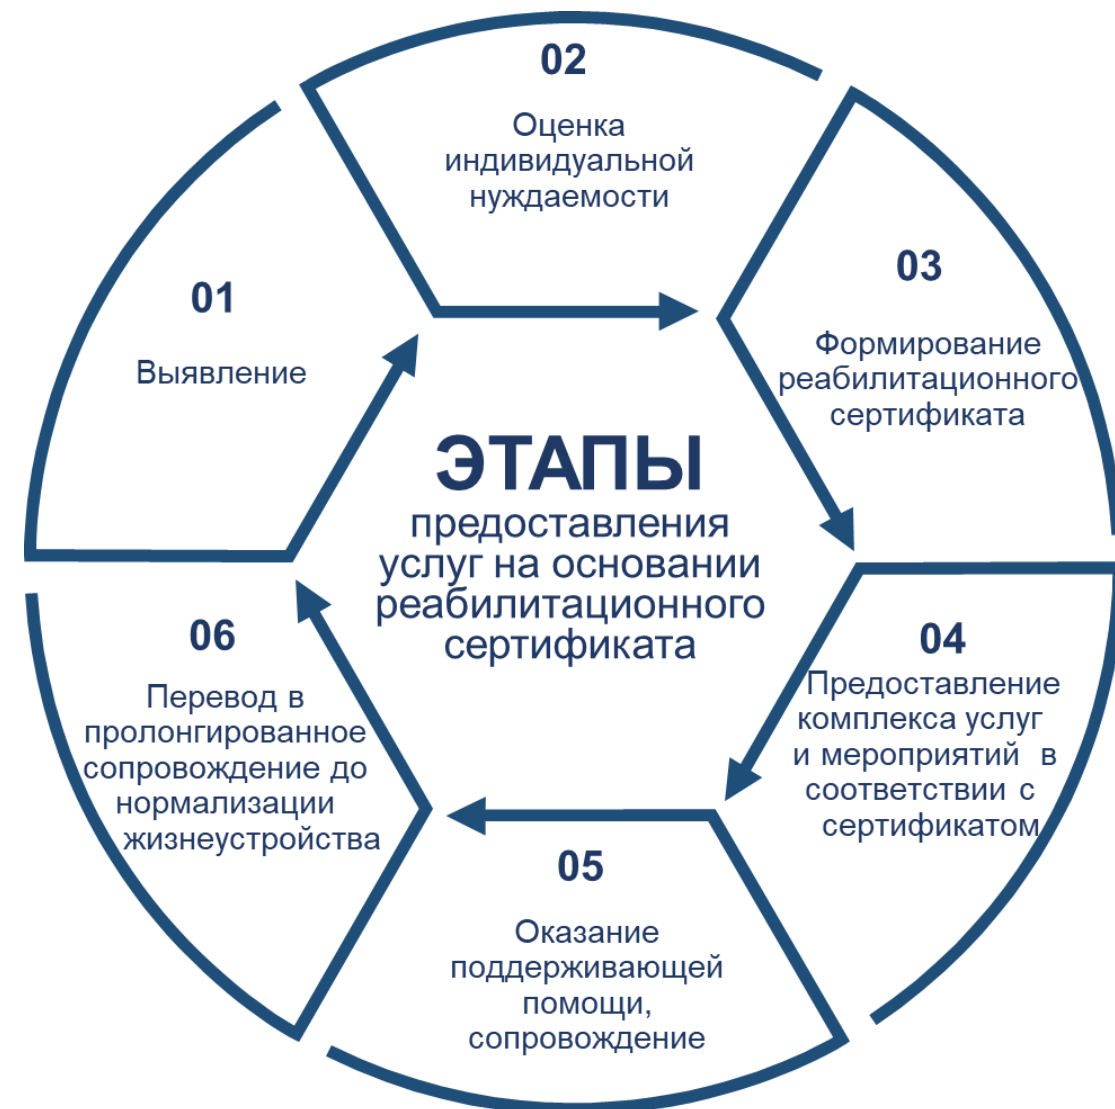 ЭТАПЫ
предоставления
услуг на основании
реабилитационного
сертификата
01
Выявление
02
Оценка
индивидуальной
нуждаемости
03
Формирование
реабилитационного
сертификата
04
Предоставление
комплекса услуг
и мероприятий в
соответствии с
сертификатом
05
Оказание
поддерживающей
помощи,
сопровождение
06
Перевод в
пролонгированное
сопровождение до
нормализации
жизнеустройства